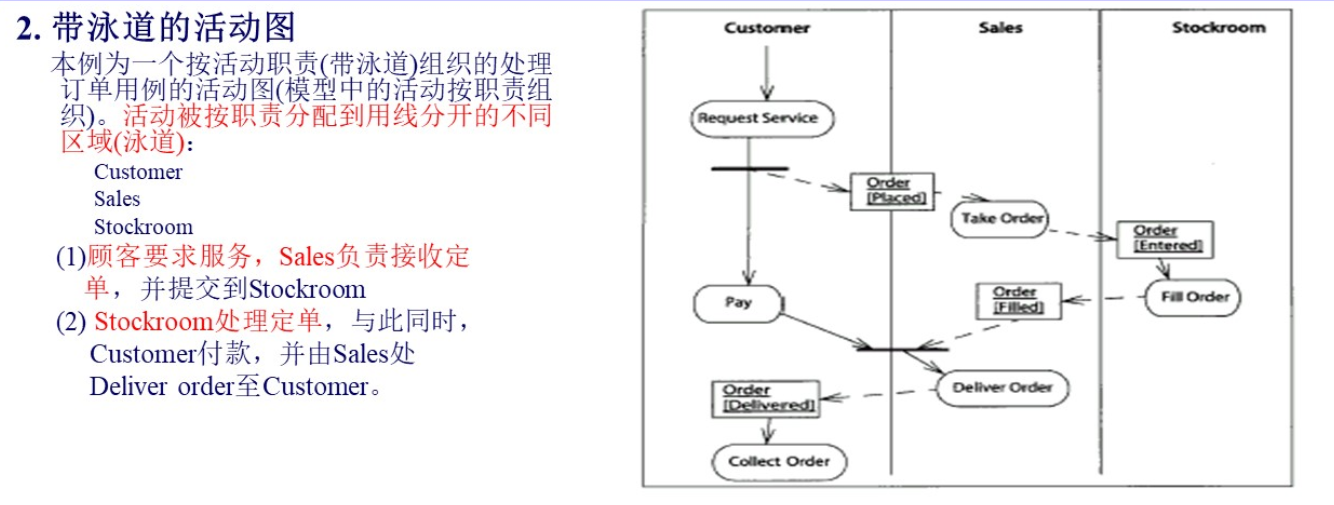 2. 带泳道的活动图
本例为一个按活动职责(带泳道)组织的处理
订单用例的活动图(模型中的活动按职责组
织)。活动被按职责分配到用线分开的不同
区域(泳道):
Customer
Sales
Stockroom
(1)顾客要求服务，Sales负责接收定
单，并提交到Stockroom
(2) Stockroom处理定单，与此同时，
Customer付款，并由Sales处
Deliver order至Customer。
Customer
Sales
Stockroom
Request Service
Order
[Placed]
Take Order
Order
[Entered]
Pay
Order
[Filled]
Fill Order
Order
[Delivered]
Deliver Order
Collect Order